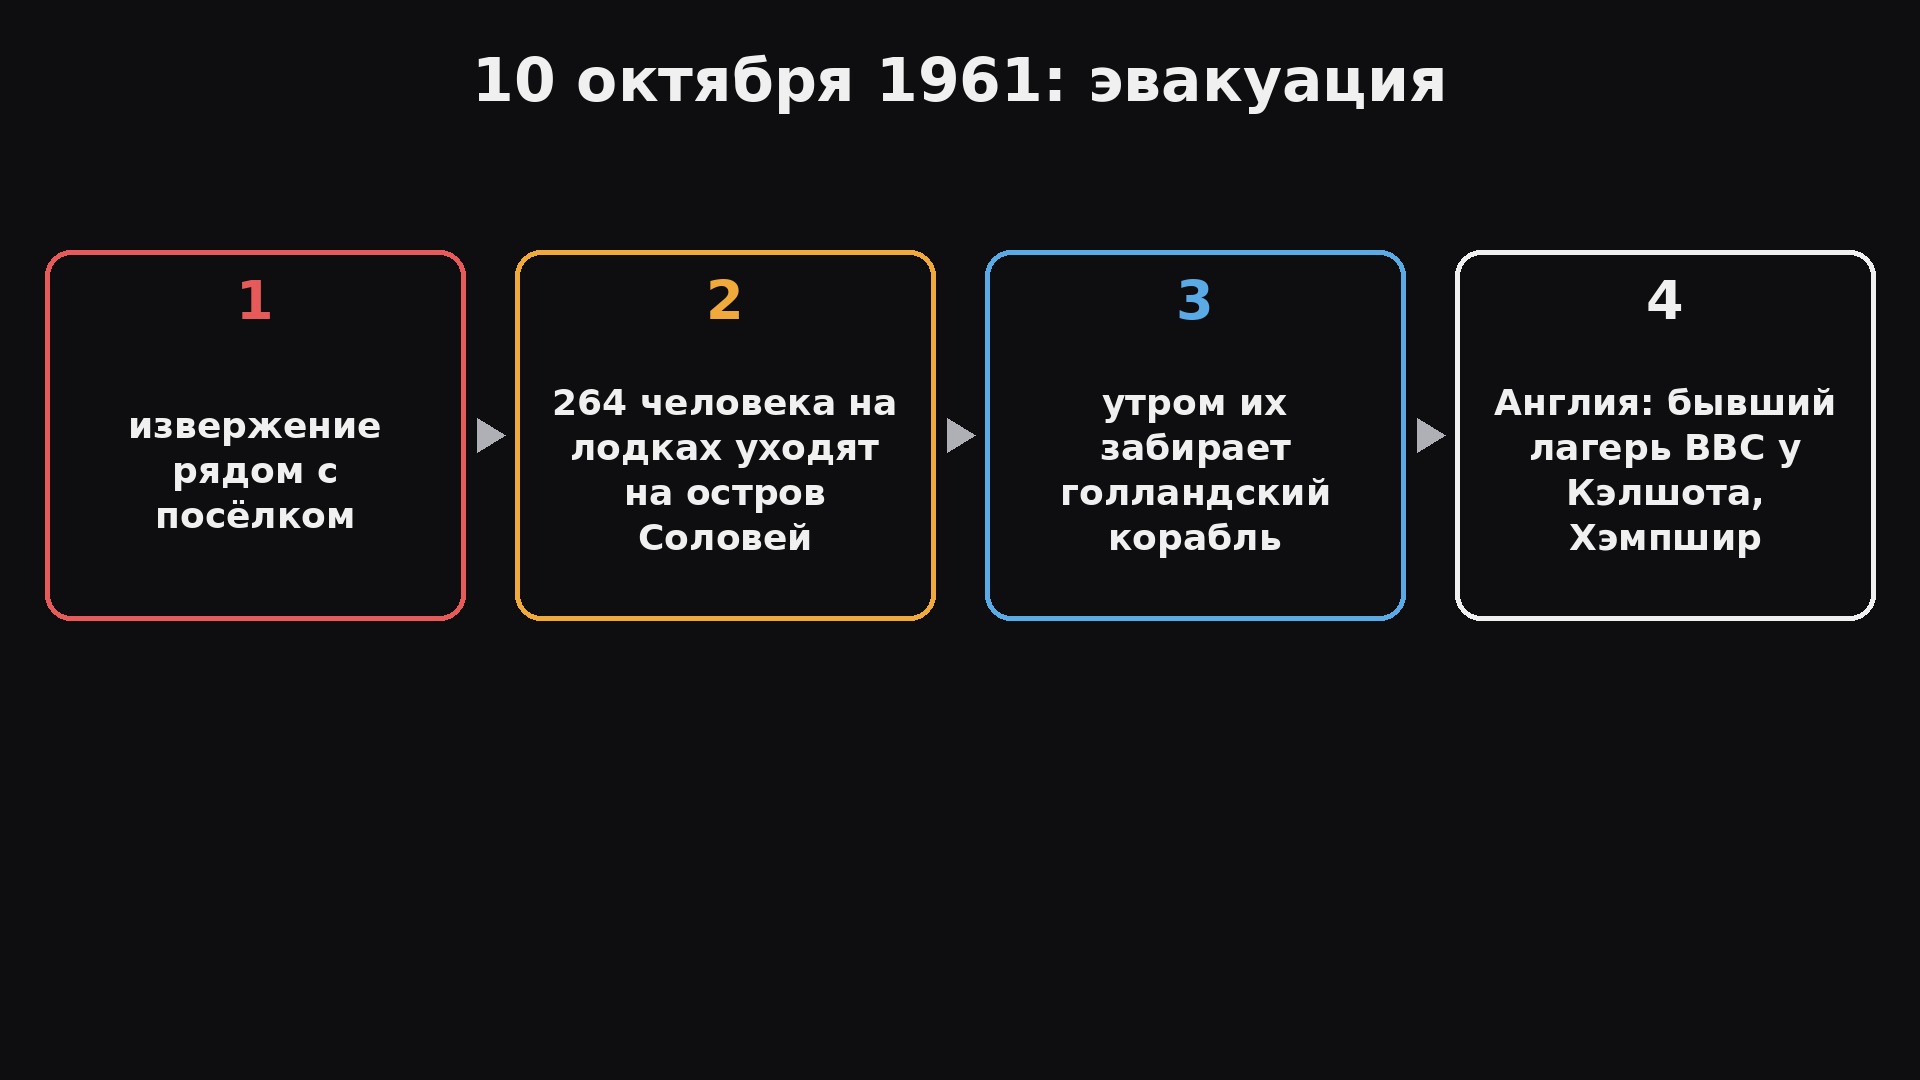 10 октября 1961: эвакуация
1
извержение
рядом с
посёлком
2
264 человека на
лодках уходят
на остров
Соловей
3
утром их
забирает
голландский
корабль
4
Англия: бывший
лагерь ВВС у
Кэлшота,
Хэмпшир